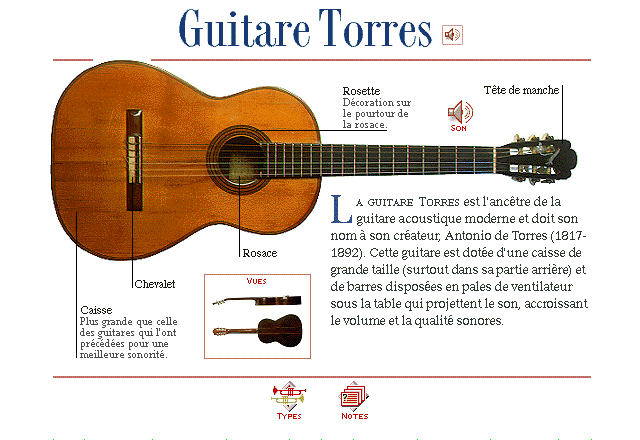 Guitare Torres
Rosette
Décoration sur
le pourtour de
la rosace.
SON
Tête de manche
LA GUITARE TORRES est l'ancêtre de la
guitare acoustique moderne et doit son
nom à son créateur, Antonio de Torres (1817-
1892). Cette guitare est dotée d'une caisse de
grande taille (surtout dans sa partie arrière) et
de barres disposées en pales de ventilateur
sous la table qui projettent le son, accroissant
le volume et la qualité sonores.
Rosace
Chevalet
VUES
Caisse
Plus grande que celle
des guitares qui l'ont
précédées pour une
meilleure sonorité.
TYPES
NOTES